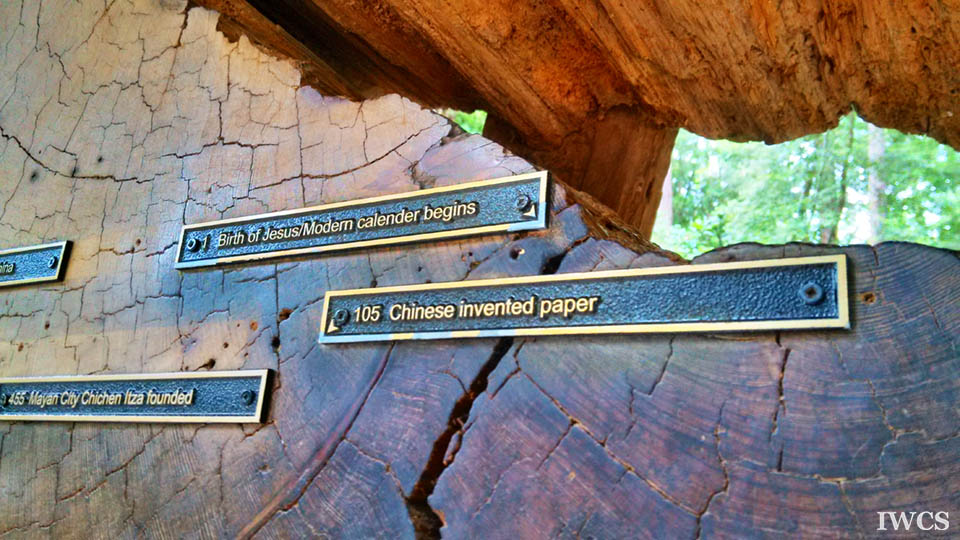 1 Birth of Jesus/Modern calender begins
105 Chinese invented paper
455 Mayan City Chichen Itza founded
IWCS